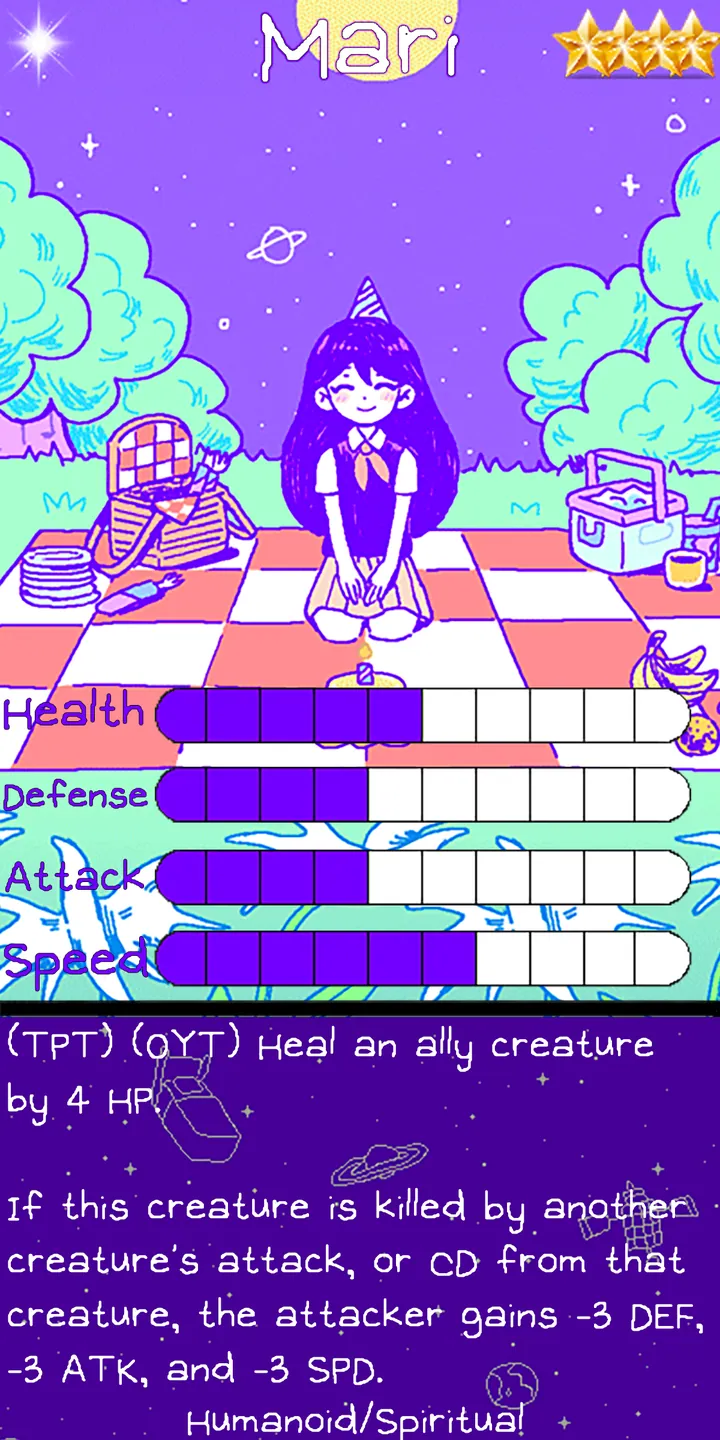 Mari
Health
Defense
Attack
Speed
(TPT) (OYT) Heal an ally creature
by 4 HP.
If this creature is killed by another
creature's attack, or CD from that
creature, the attacker gains -3 DEF,
-3 ATK, and -3 SPD.
Humanoid/Spiritual